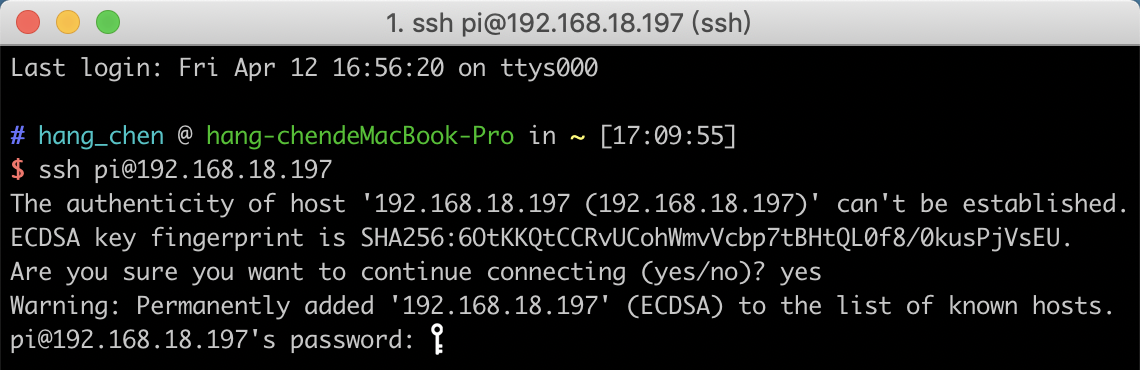 1. ssh pi@192.168.18.197 (ssh)
Last login: Fri Apr 12 16:56:20 on ttys000
# hang_chen @ hang-chendeMacBook-Pro in ~ [17:09:55]
$ ssh pi@192.168.18.197
The authenticity of host '192.168.18.197 (192.168.18.197)' can't be established.
ECDSA key fingerprint is SHA256:6OtKKQtCCRvUCohWmvVcbp7tBHtQL0f8/0kusPjVsEU.
Are you sure you want to continue connecting (yes/no)? yes
Warning: Permanently added '192.168.18.197' (ECDSA) to the list of known hosts.
pi@192.168.18.197's password: